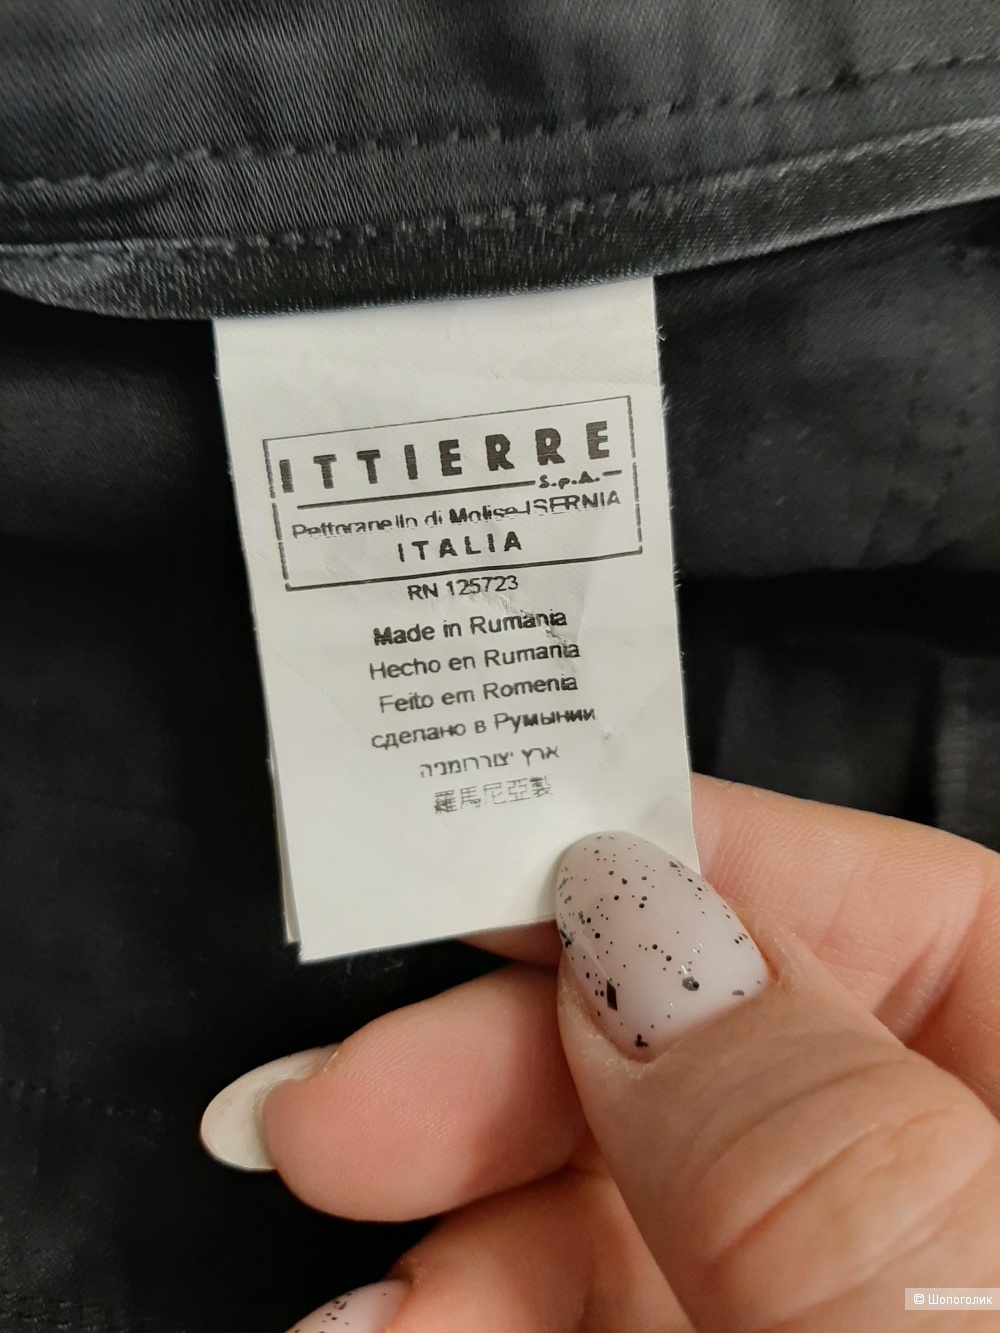 ITTIERRE
S.p.A.
Pettoranello di Molise-ISERNIA
ITALIA
RN 125723
Made in Rumania
Hecho en Rumania
Feito em Romenia
сделано в Румынии
ארץ יצור רומניה
羅馬尼亞製
© Шопоголик